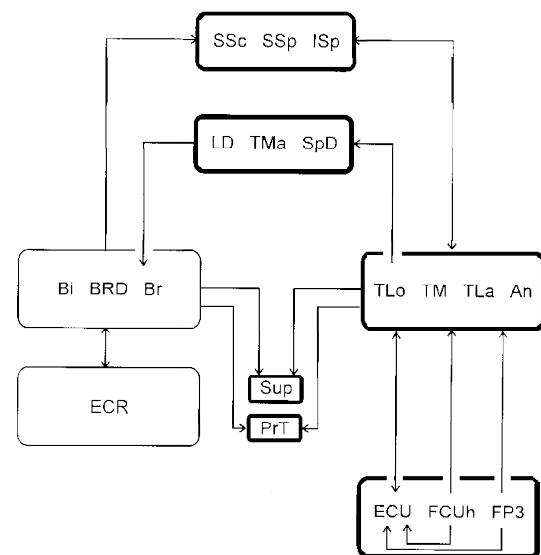 SSc SSp ISp
LD TMa SpD
Bi BRD Br
TLo TM TLa An
ECR
Sup
PrT
ECU FCUh FP3